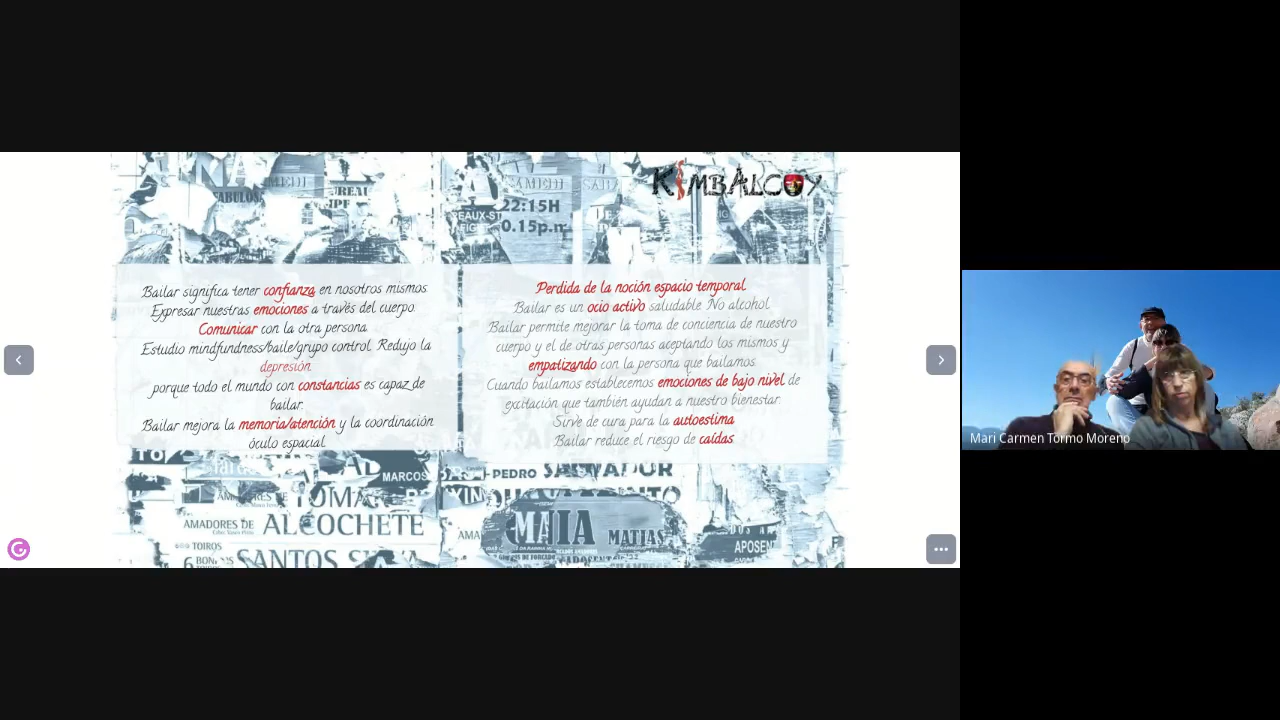 KIMBALCOY
FABULOS
22:15H
0.15p.m
Bailar significa tener confianza en nosotros mismos
Expresar nuestras emociones a través del cuerpo
Comunicar con la otra persona
Estudio mindfundness/baile/grupo control. Redujo la
depresión.
porque todo el mundo con constancias es capaz de
bailar.
Bailar mejora la memoria/atención y la coordinación
óculo espacial.
Perdida de la noción espacio temporal.
Bailar es un ocio activo saludable. No alcohol.
Bailar permite mejorar la toma de conciencia de nuestro
cuerpo y el de otras personas aceptando los mismos y
empatizando con la persona que bailamos.
Cuando bailamos establecemos emociones de bajo nivel de
excitación que también ayudan a nuestro bienestar.
Sirve de cura para la autoestima
Bailar reduce el riesgo de caídas
MARCOS
PEDRO SALVADOR
TOMA
AMADORES DE ALCOCHETE
TOIROS
SANTOS
MAIA MATIAS
APOSENT
Mari Carmen Tormo Moreno